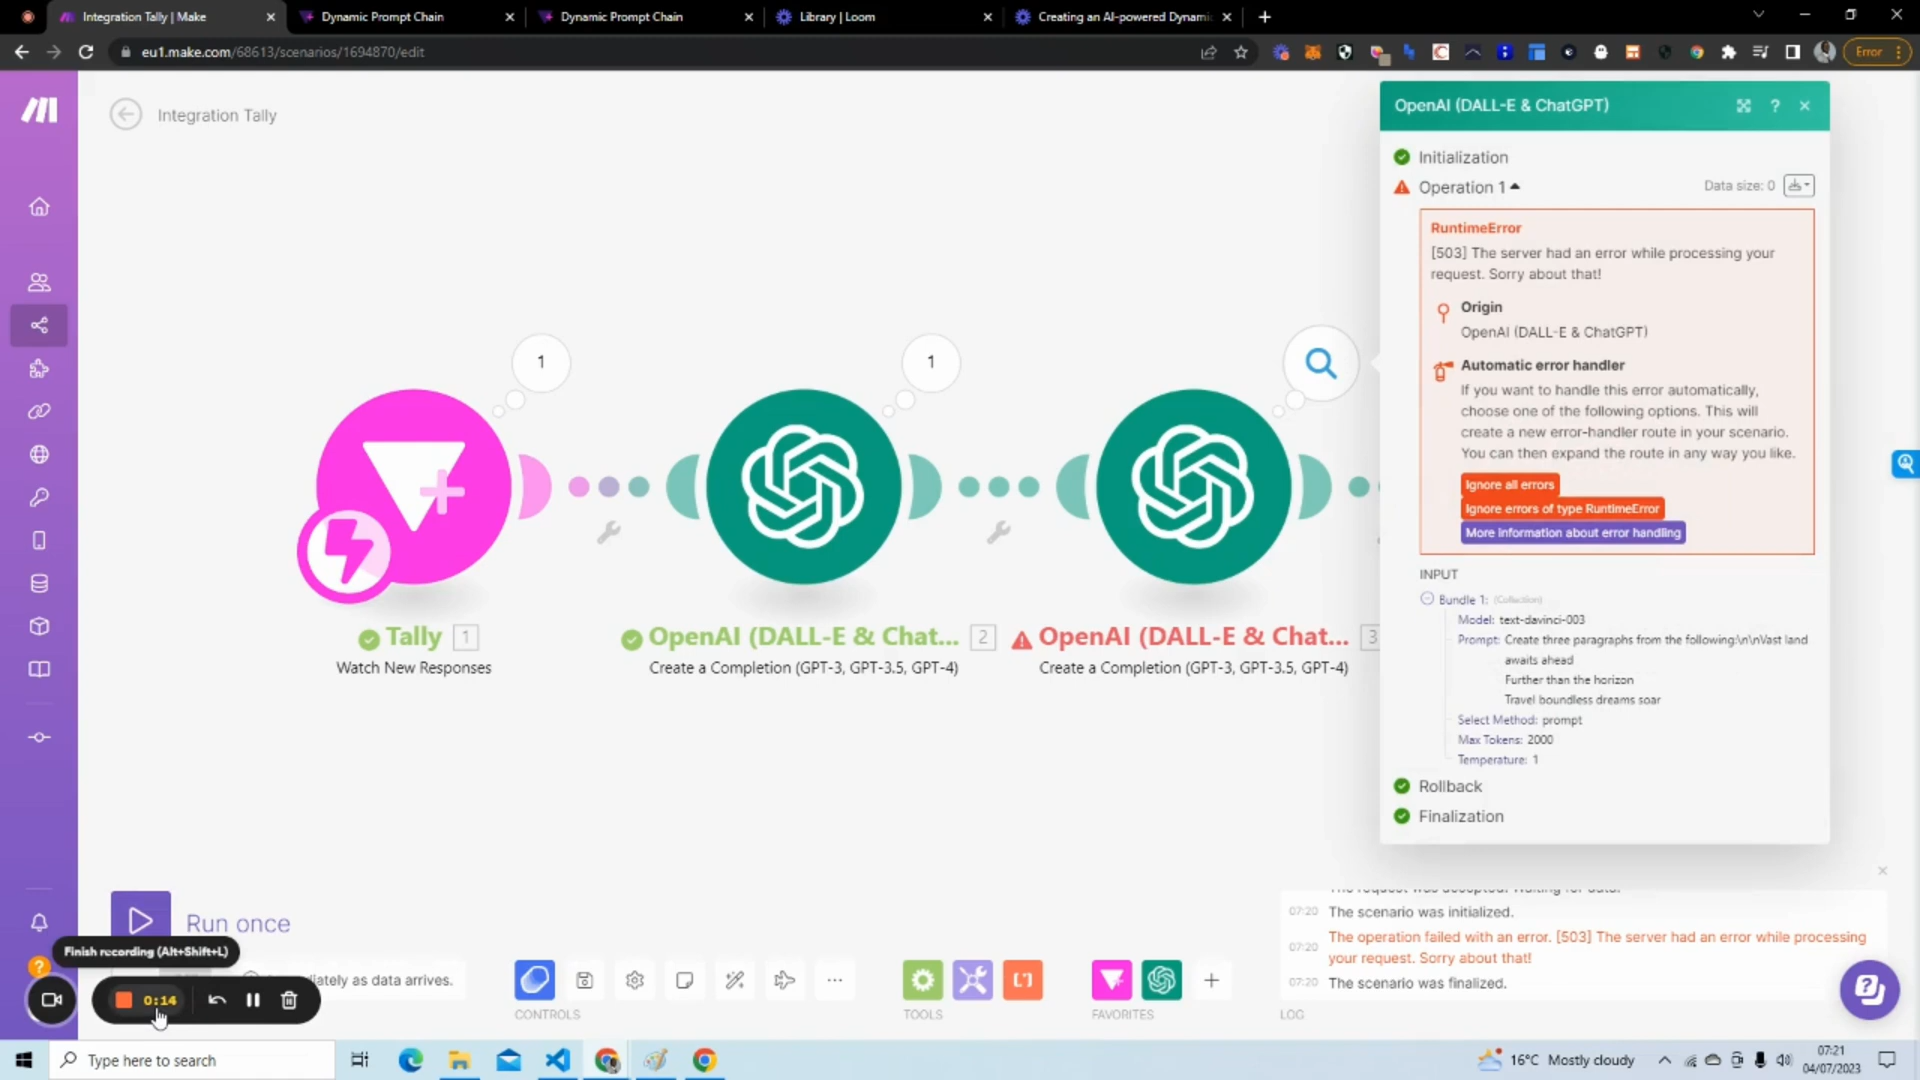 Integration Tally | Make
Dynamic Prompt Chain
Dynamic Prompt Chain
Library | Loom
Creating an AI-powered Dynami
eu1.make.com/68613/scenarios/1694870/edit
Error
Integration Tally
OpenAI (DALL-E & ChatGPT)
?
Initialization
Operation 1
Data size: 0
RuntimeError
[503] The server had an error while processing your
request. Sorry about that!
Origin
OpenAI (DALL-E & ChatGPT)
Automatic error handler
If you want to handle this error automatically,
choose one of the following options. This will
create a new error-handler route in your scenario.
You can then expand the route in any way you like.
Ignore all errors
Ignore errors of type RuntimeError
More information about error handling
INPUT
Bundle 1: (Collection)
Model: text-davinci-003
Prompt: Create three paragraphs from the following:\n\nVast land
awaits ahead
Further than the horizon
Travel boundless dreams soar
Select Method: prompt
Max Tokens: 2000
Temperature: 1
Rollback
Finalization
1
1
Tally 1
Watch New Responses
OpenAI (DALL-E & Chat... 2
Create a Completion (GPT-3, GPT-3.5, GPT-4)
OpenAI (DALL-E & Chat... 3
Create a Completion (GPT-3, GPT-3.5, GPT-4)
Run once
Finish recording (Alt+Shift+L)
?
0:14
as data arrives.
CONTROLS
TOOLS
FAVORITES
LOG
The request was accepted. Waiting for data.
07:20 The scenario was initialized.
07:20 The operation failed with an error. [503] The server had an error while processing
your request. Sorry about that!
07:20 The scenario was finalized.
Type here to search
16°C Mostly cloudy
07:21
04/07/2023